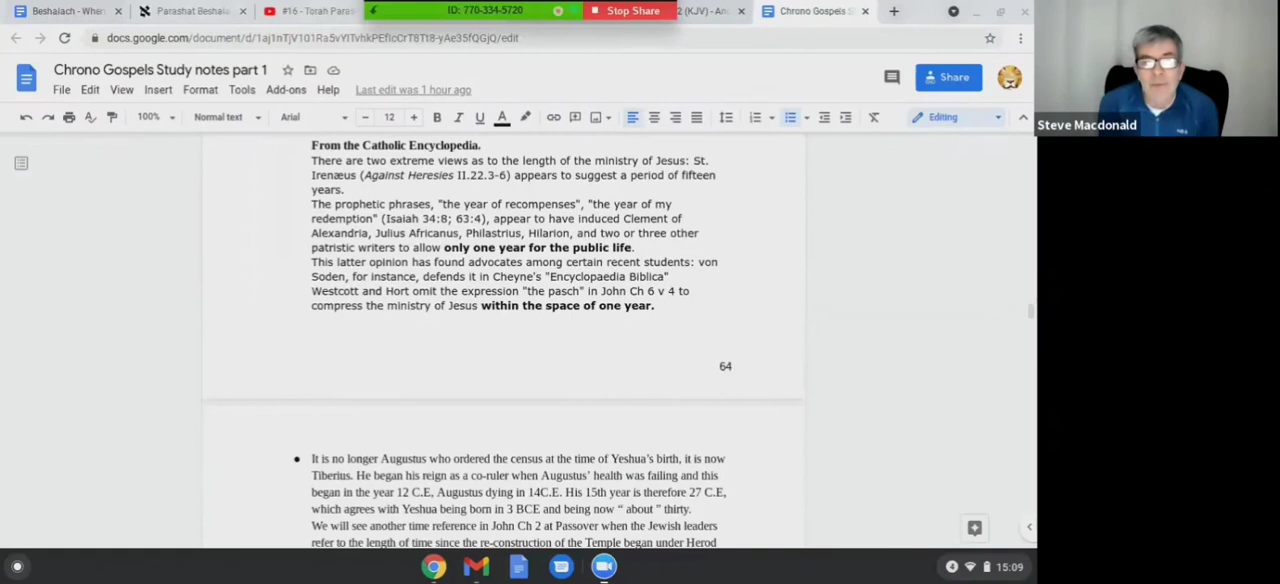 Beshalach - When
Parashat Beshala
#16 - Torah Paras
ID: 770-334-5720
Stop Share
2 (KJV) - An
Chrono Gospels S
docs.google.com/document/d/
/edit
Chrono Gospels Study notes part 1
Share
File Edit View Insert Format Tools Add-ons Help Last edit was 1 hour ago
100% Normal text Arial 12 B I U A Editing
Steve Macdonald
From the Catholic Encyclopedia.
There are two extreme views as to the length of the ministry of Jesus: St.
Irenæus (Against Heresies II.22.3-6) appears to suggest a period of fifteen
years.
The prophetic phrases, "the year of recompenses", "the year of my
redemption" (Isaiah 34:8; 63:4), appear to have induced Clement of
Alexandria, Julius Africanus, Philastrius, Hilarion, and two or three other
patristic writers to allow only one year for the public life.
This latter opinion has found advocates among certain recent students: von
Soden, for instance, defends it in Cheyne's "Encyclopaedia Biblica"
Westcott and Hort omit the expression "the pasch" in John Ch 6 v 4 to
compress the ministry of Jesus within the space of one year.
64
It is no longer Augustus who ordered the census at the time of Yeshua's birth, it is now
Tiberius. He began his reign as a co-ruler when Augustus' health was failing and this
began in the year 12 C.E, Augustus dying in 14C.E. His 15th year is therefore 27 C.E,
which agrees with Yeshua being born in 3 BCE and being now " about " thirty.
We will see another time reference in John Ch 2 at Passover when the Jewish leaders
refer to the length of time since the re-construction of the Temple began under Herod
4 15:09